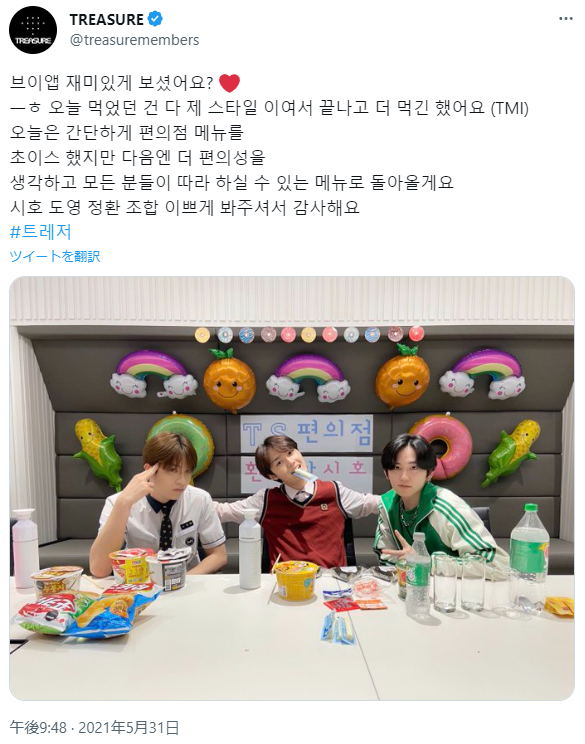 TREASURE
TREASURE
@treasuremembers
브이앱 재미있게 보셨어요? ❤️
ㅡㅎ 오늘 먹었던 건 다 제 스타일 이여서 끝나고 더 먹긴 했어요 (TMI)
오늘은 간단하게 편의점 메뉴를
초이스 했지만 다음엔 더 편의성을
생각하고 모든 분들이 따라 하실 수 있는 메뉴로 돌아올게요
시호 도영 정환 조합 이쁘게 봐주셔서 감사해요
#트레저
ツイートを翻訳
TS편의점
시호
午後9:48 · 2021年5月31日